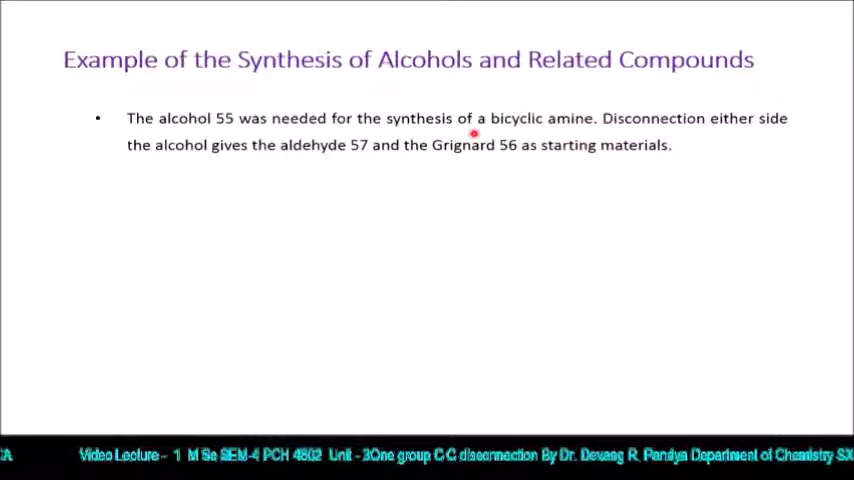 Example of the Synthesis of Alcohols and Related Compounds
• The alcohol 55 was needed for the synthesis of a bicyclic amine. Disconnection either side
the alcohol gives the aldehyde 57 and the Grignard 56 as starting materials.
CA Video Lecture - 1 M Sc SEM-4 PCH 4802 Unit - 3One group C C disconnection By Dr. Devang R. Pandya Department of Chemistry SX